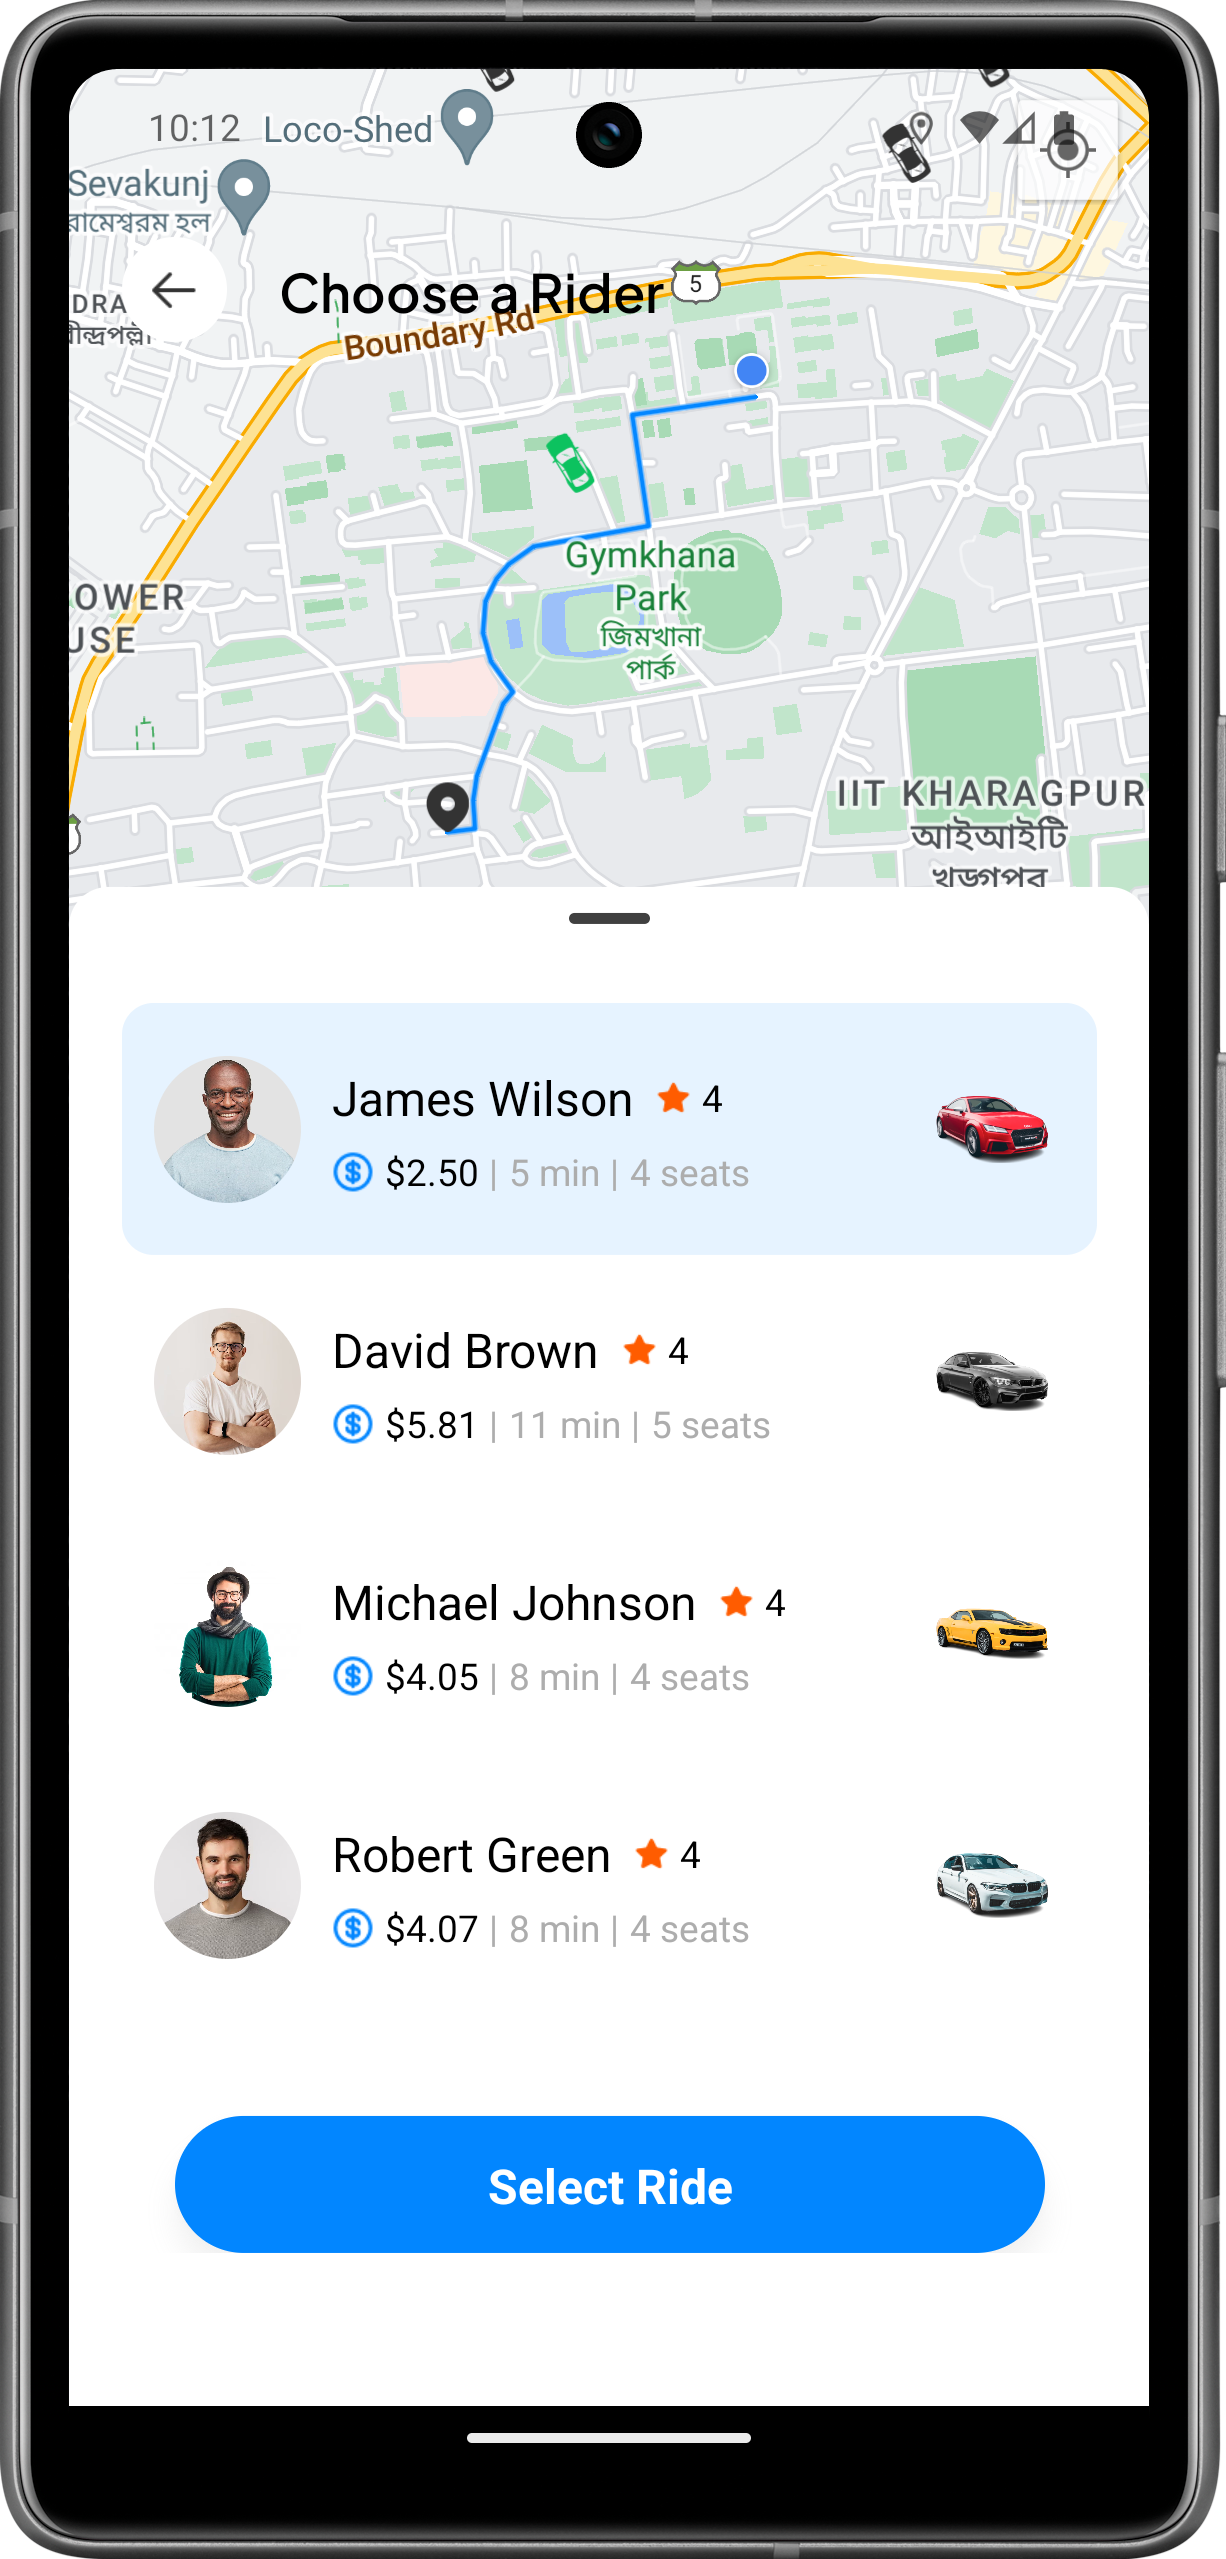 10:12
Loco-Shed
Sevakunj
রামেশ্বরম হল
Choose a Rider
5
DRA
Boundary Rd
Gymkhana
Park
জিমখানা
পার্ক
OWER
USE
IIT KHARAGPUR
আইআইটি
খড়্গপুর
James Wilson 4
$2.50 | 5 min | 4 seats
David Brown 4
$5.81 | 11 min | 5 seats
Michael Johnson 4
$4.05 | 8 min | 4 seats
Robert Green 4
$4.07 | 8 min | 4 seats
Select Ride